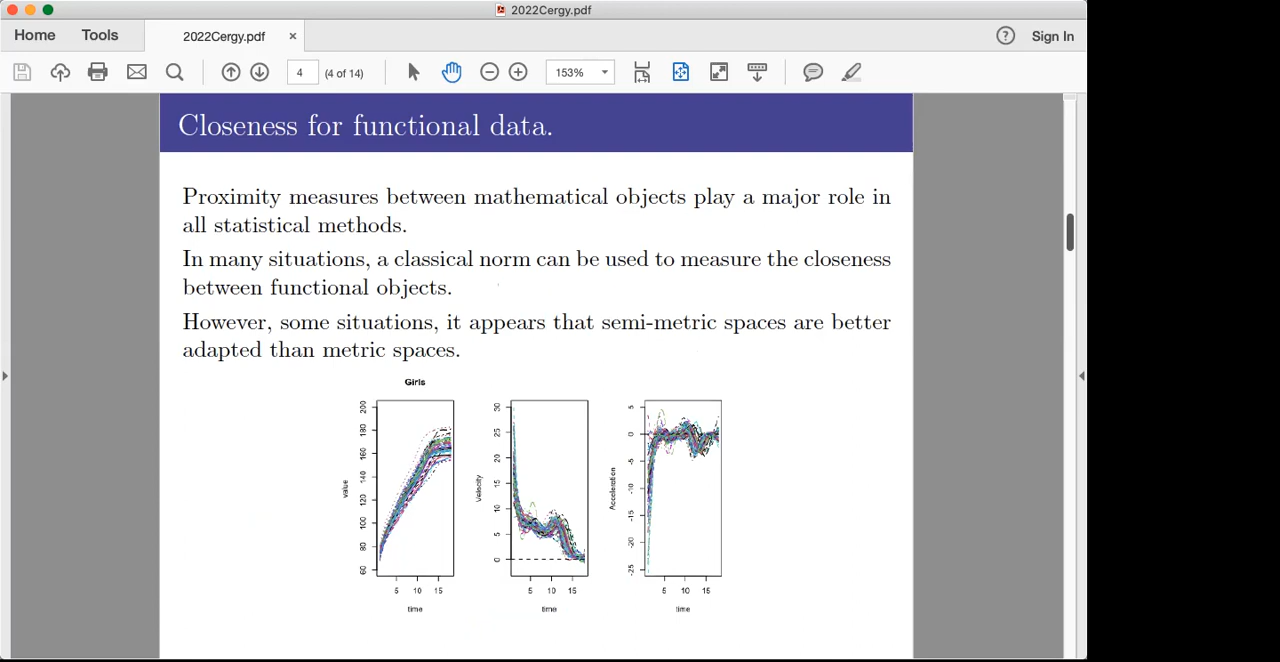 2022Cergy.pdf
Home Tools 2022Cergy.pdf × ? Sign In
4 (4 of 14) 153%
Closeness for functional data.
Proximity measures between mathematical objects play a major role in
all statistical methods.
In many situations, a classical norm can be used to measure the closeness
between functional objects.
However, some situations, it appears that semi-metric spaces are better
adapted than metric spaces.
Girls
value
60 80 100 120 140 160 180 200
5 10 15
time
Velocity
0 5 10 15 20 25 30
5 10 15
time
Acceleration
-25 -20 -15 -10 -5 0 5
5 10 15
time